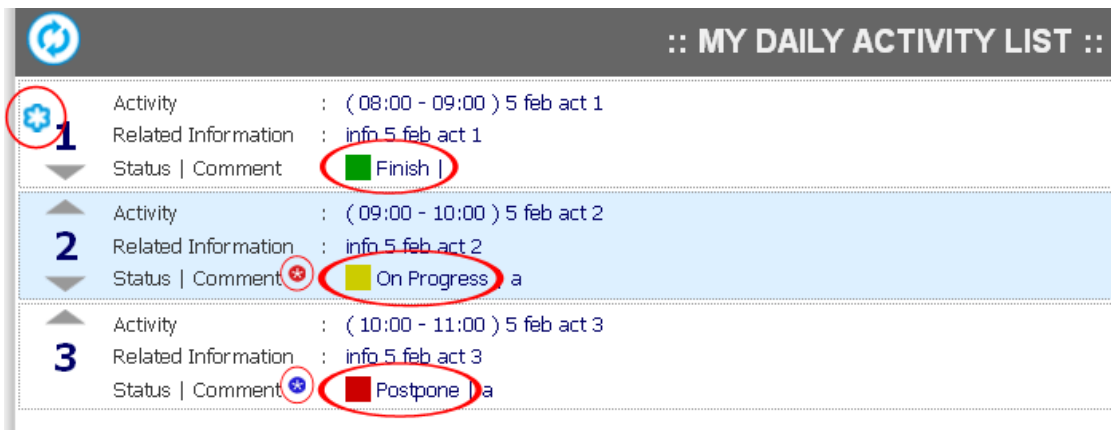 :: MY DAILY ACTIVITY LIST ::
1
Activity : ( 08:00 - 09:00 ) 5 feb act 1
Related Information : info 5 feb act 1
Status | Comment Finish |
2
Activity : ( 09:00 - 10:00 ) 5 feb act 2
Related Information : info 5 feb act 2
Status | Comment On Progress | a
3
Activity : ( 10:00 - 11:00 ) 5 feb act 3
Related Information : info 5 feb act 3
Status | Comment Postpone | a